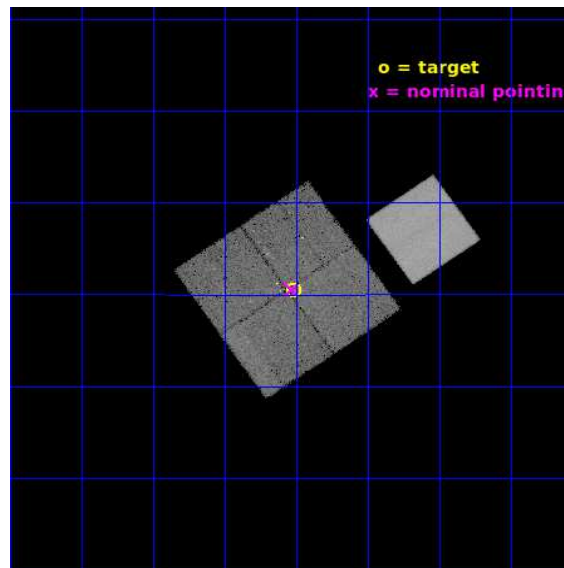 o = target
x = nominal pointin